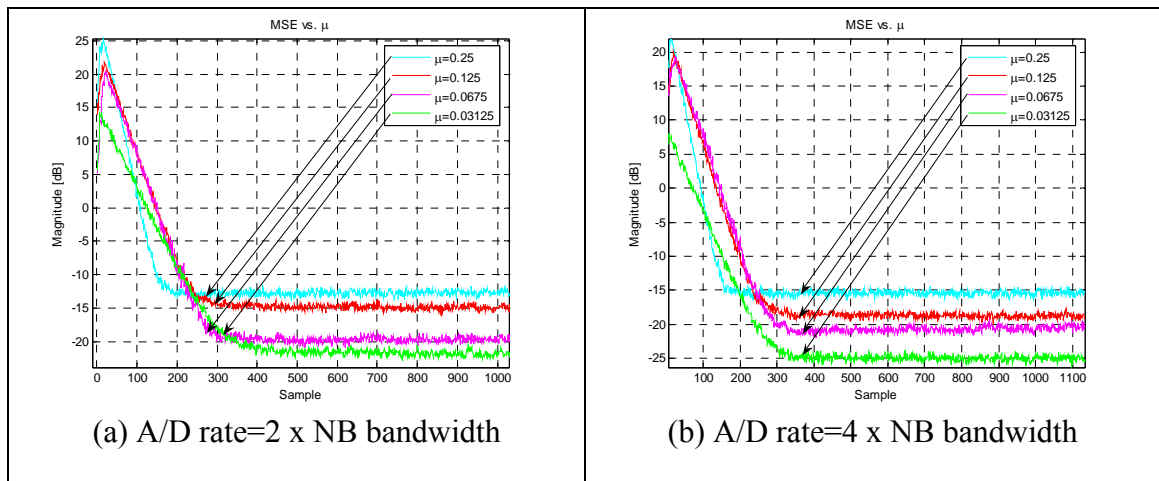 MSE vs. μ
25
20
15
10
5
0
-5
-10
-15
-20
Magnitude [dB]
0 100 200 300 400 500 600 700 800 900 1000
Sample
μ=0.25
μ=0.125
μ=0.0675
μ=0.03125
(a) A/D rate=2 x NB bandwidth
MSE vs. μ
20
15
10
5
0
-5
-10
-15
-20
-25
Magnitude [dB]
100 200 300 400 500 600 700 800 900 1000 1100
Sample
μ=0.25
μ=0.125
μ=0.0675
μ=0.03125
(b) A/D rate=4 x NB bandwidth